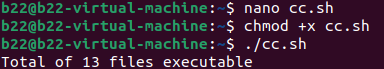 b22@b22-virtual-machine:~$ nano cc.sh
b22@b22-virtual-machine:~$ chmod +x cc.sh
b22@b22-virtual-machine:~$ ./cc.sh
Total of 13 files executable